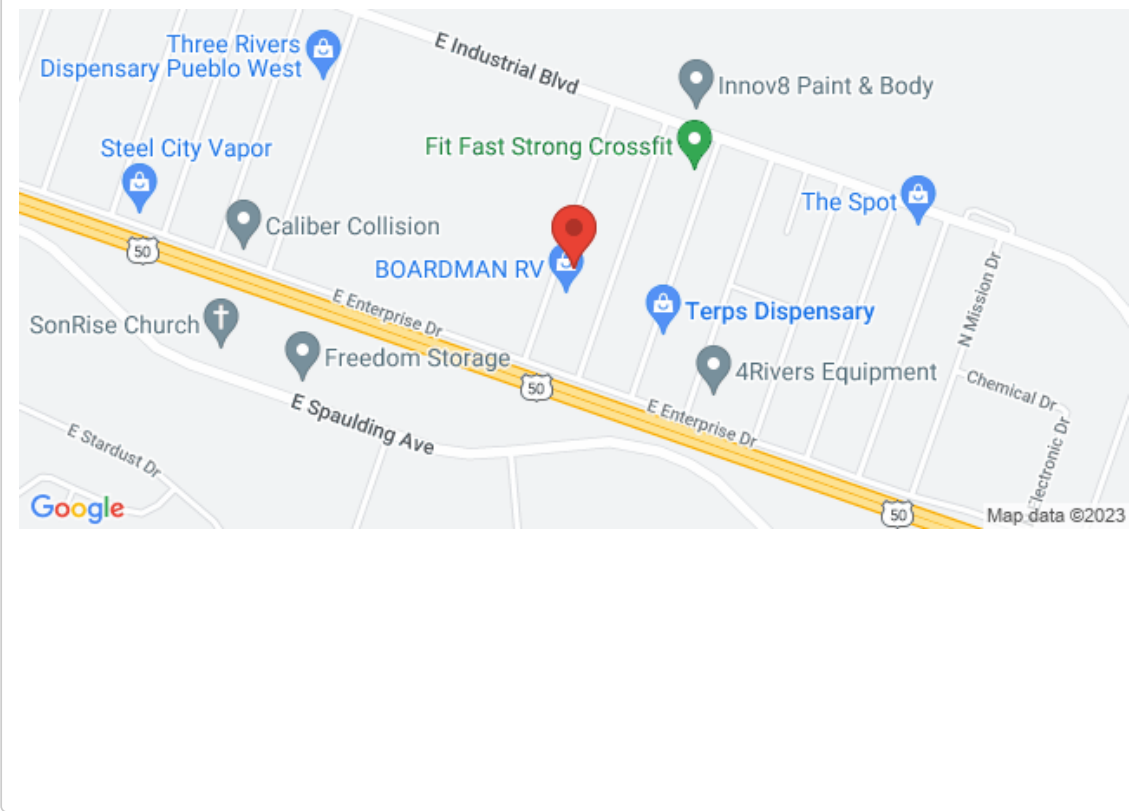 Three Rivers
Dispensary Pueblo West
E Industrial Blvd
Innov8 Paint & Body
Steel City Vapor
Fit Fast Strong Crossfit
The Spot
Caliber Collision
50
BOARDMAN RV
N Mission Dr
E Enterprise Dr
SonRise Church
Terps Dispensary
Freedom Storage
4Rivers Equipment
50
Chemical Dr
E Spaulding Ave
E Enterprise Dr
E Stardust Dr
Electronic Dr
Google
50
Map data ©2023